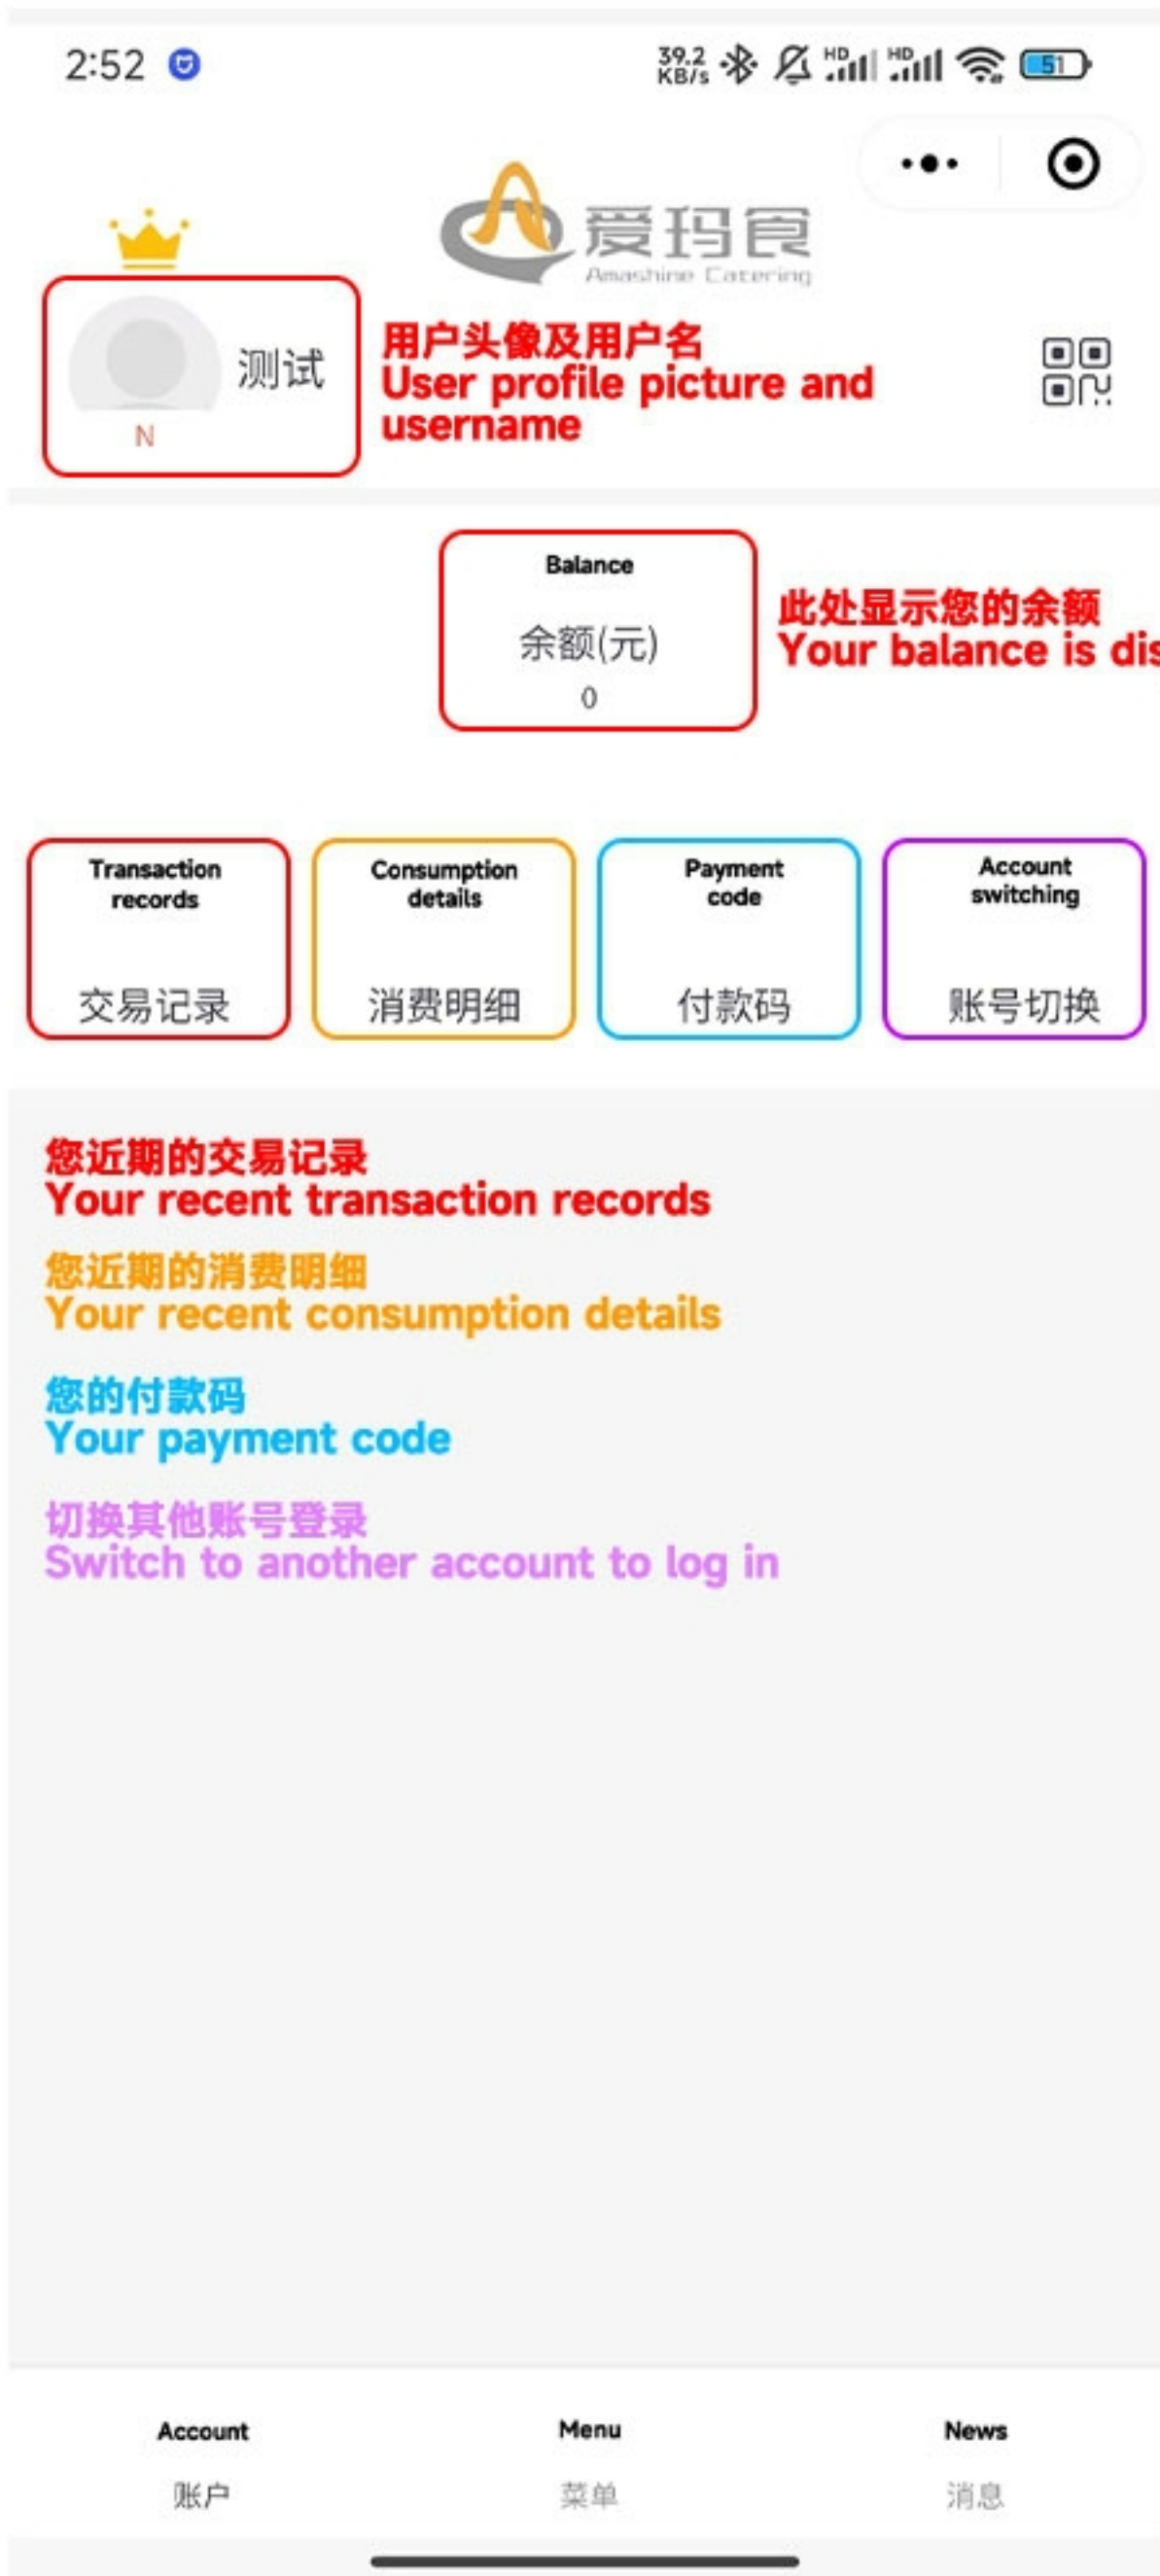 2:52
39.2
KB/s
HD
HD
51
爱玛食
Amashine Catering
测试
N
用户头像及用户名
User profile picture and
username
Balance
余额(元)
0
此处显示您的余额
Your balance is dis
Transaction
records
交易记录
Consumption
details
消费明细
Payment
code
付款码
Account
switching
账号切换
您近期的交易记录
Your recent transaction records
您近期的消费明细
Your recent consumption details
您的付款码
Your payment code
切换其他账号登录
Switch to another account to log in
Account
账户
Menu
菜单
News
消息